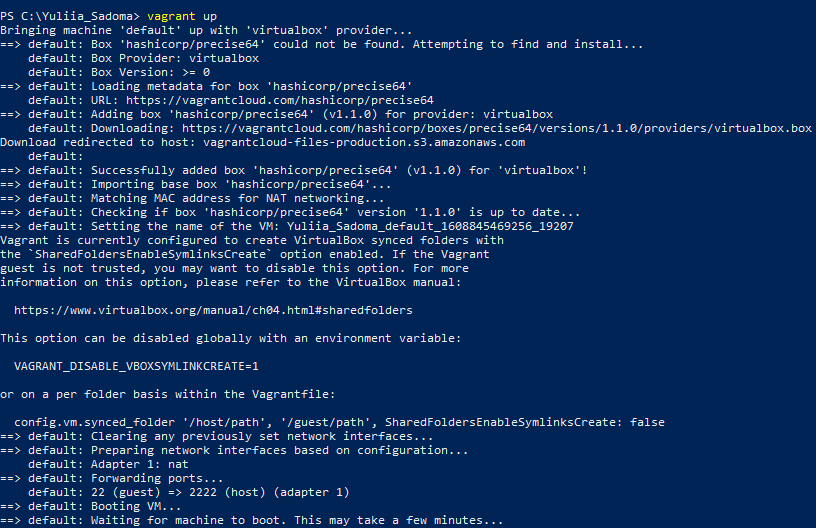 PS C:\Yuliia_Sadoma> vagrant up
Bringing machine 'default' up with 'virtualbox' provider...
==> default: Box 'hashicorp/precise64' could not be found. Attempting to find and install...
    default: Box Provider: virtualbox
    default: Box Version: >= 0
==> default: Loading metadata for box 'hashicorp/precise64'
    default: URL: https://vagrantcloud.com/hashicorp/precise64
==> default: Adding box 'hashicorp/precise64' (v1.1.0) for provider: virtualbox
    default: Downloading: https://vagrantcloud.com/hashicorp/boxes/precise64/versions/1.1.0/providers/virtualbox.box
Download redirected to host: vagrantcloud-files-production.s3.amazonaws.com
    default:
==> default: Successfully added box 'hashicorp/precise64' (v1.1.0) for 'virtualbox'!
==> default: Importing base box 'hashicorp/precise64'...
==> default: Matching MAC address for NAT networking...
==> default: Checking if box 'hashicorp/precise64' version '1.1.0' is up to date...
==> default: Setting the name of the VM: Yuliia_Sadoma_default_1608845469256_19207
Vagrant is currently configured to create VirtualBox synced folders with
the `SharedFoldersEnableSymlinksCreate` option enabled. If the Vagrant
guest is not trusted, you may want to disable this option. For more
information on this option, please refer to the VirtualBox manual:

  https://www.virtualbox.org/manual/ch04.html#sharedfolders

This option can be disabled globally with an environment variable:

  VAGRANT_DISABLE_VBOXSYMLINKCREATE=1

or on a per folder basis within the Vagrantfile:

  config.vm.synced_folder '/host/path', '/guest/path', SharedFoldersEnableSymlinksCreate: false
==> default: Clearing any previously set network interfaces...
==> default: Preparing network interfaces based on configuration...
    default: Adapter 1: nat
==> default: Forwarding ports...
    default: 22 (guest) => 2222 (host) (adapter 1)
==> default: Booting VM...
==> default: Waiting for machine to boot. This may take a few minutes...